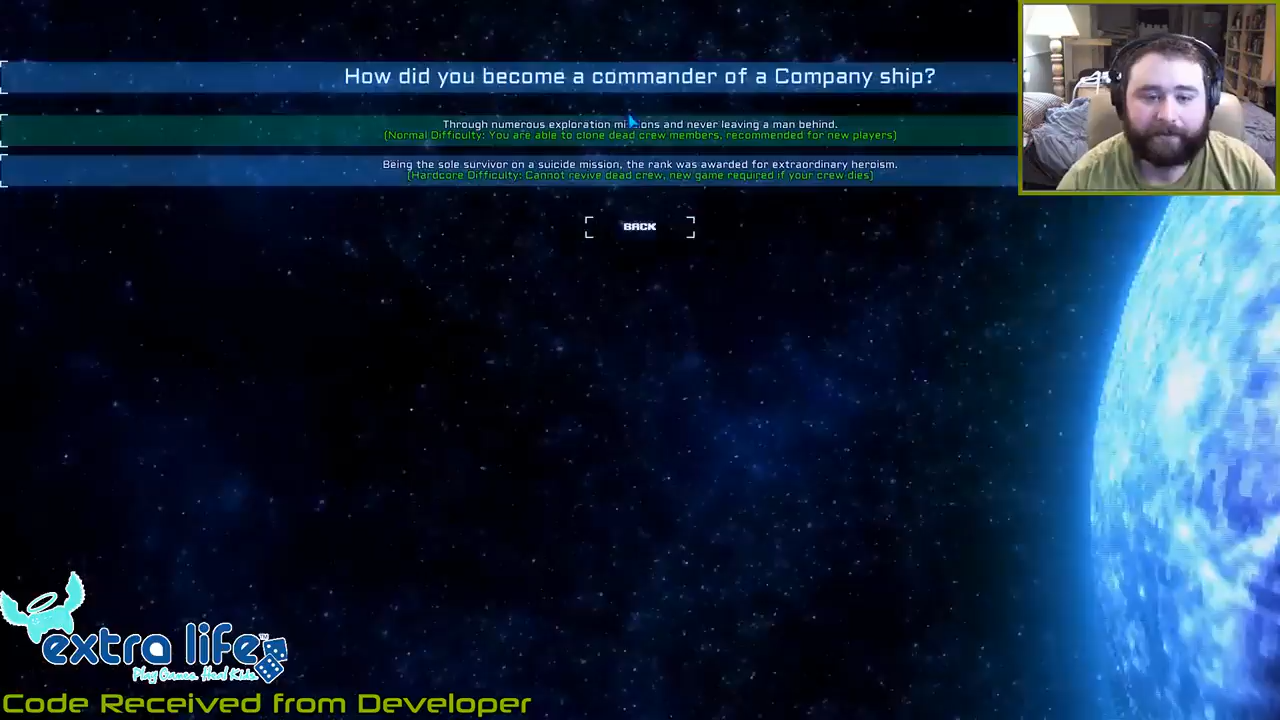 How did you become a commander of a Company ship?
Through numerous exploration missions and never leaving a man behind.
(Normal Difficulty: You are able to clone dead crew members, recommended for new players)
Being the sole survivor on a suicide mission, the rank was awarded for extraordinary heroism.
(Hardcore Difficulty: Cannot revive dead crew, new game required if your crew dies)
BACK
extra life™
Play Games. Heal Kids.
Code Received from Developer